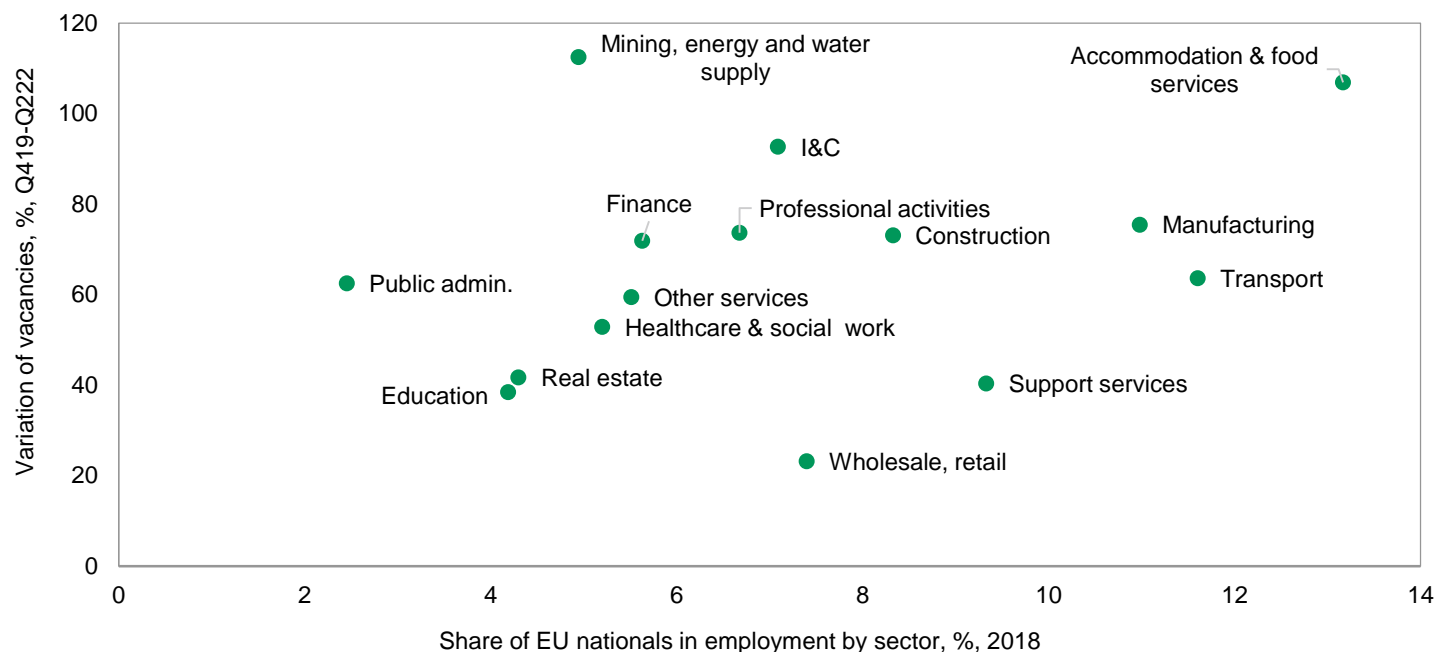 Variation of vacancies, %, Q419-Q222
120
100
80
60
40
20
0
Mining, energy and water
supply
Accommodation & food
services
I&C
Finance
Professional activities
Construction
Manufacturing
Public admin.
Other services
Transport
Healthcare & social work
Real estate
Education
Support services
Wholesale, retail
0 2 4 6 8 10 12 14
Share of EU nationals in employment by sector, %, 2018